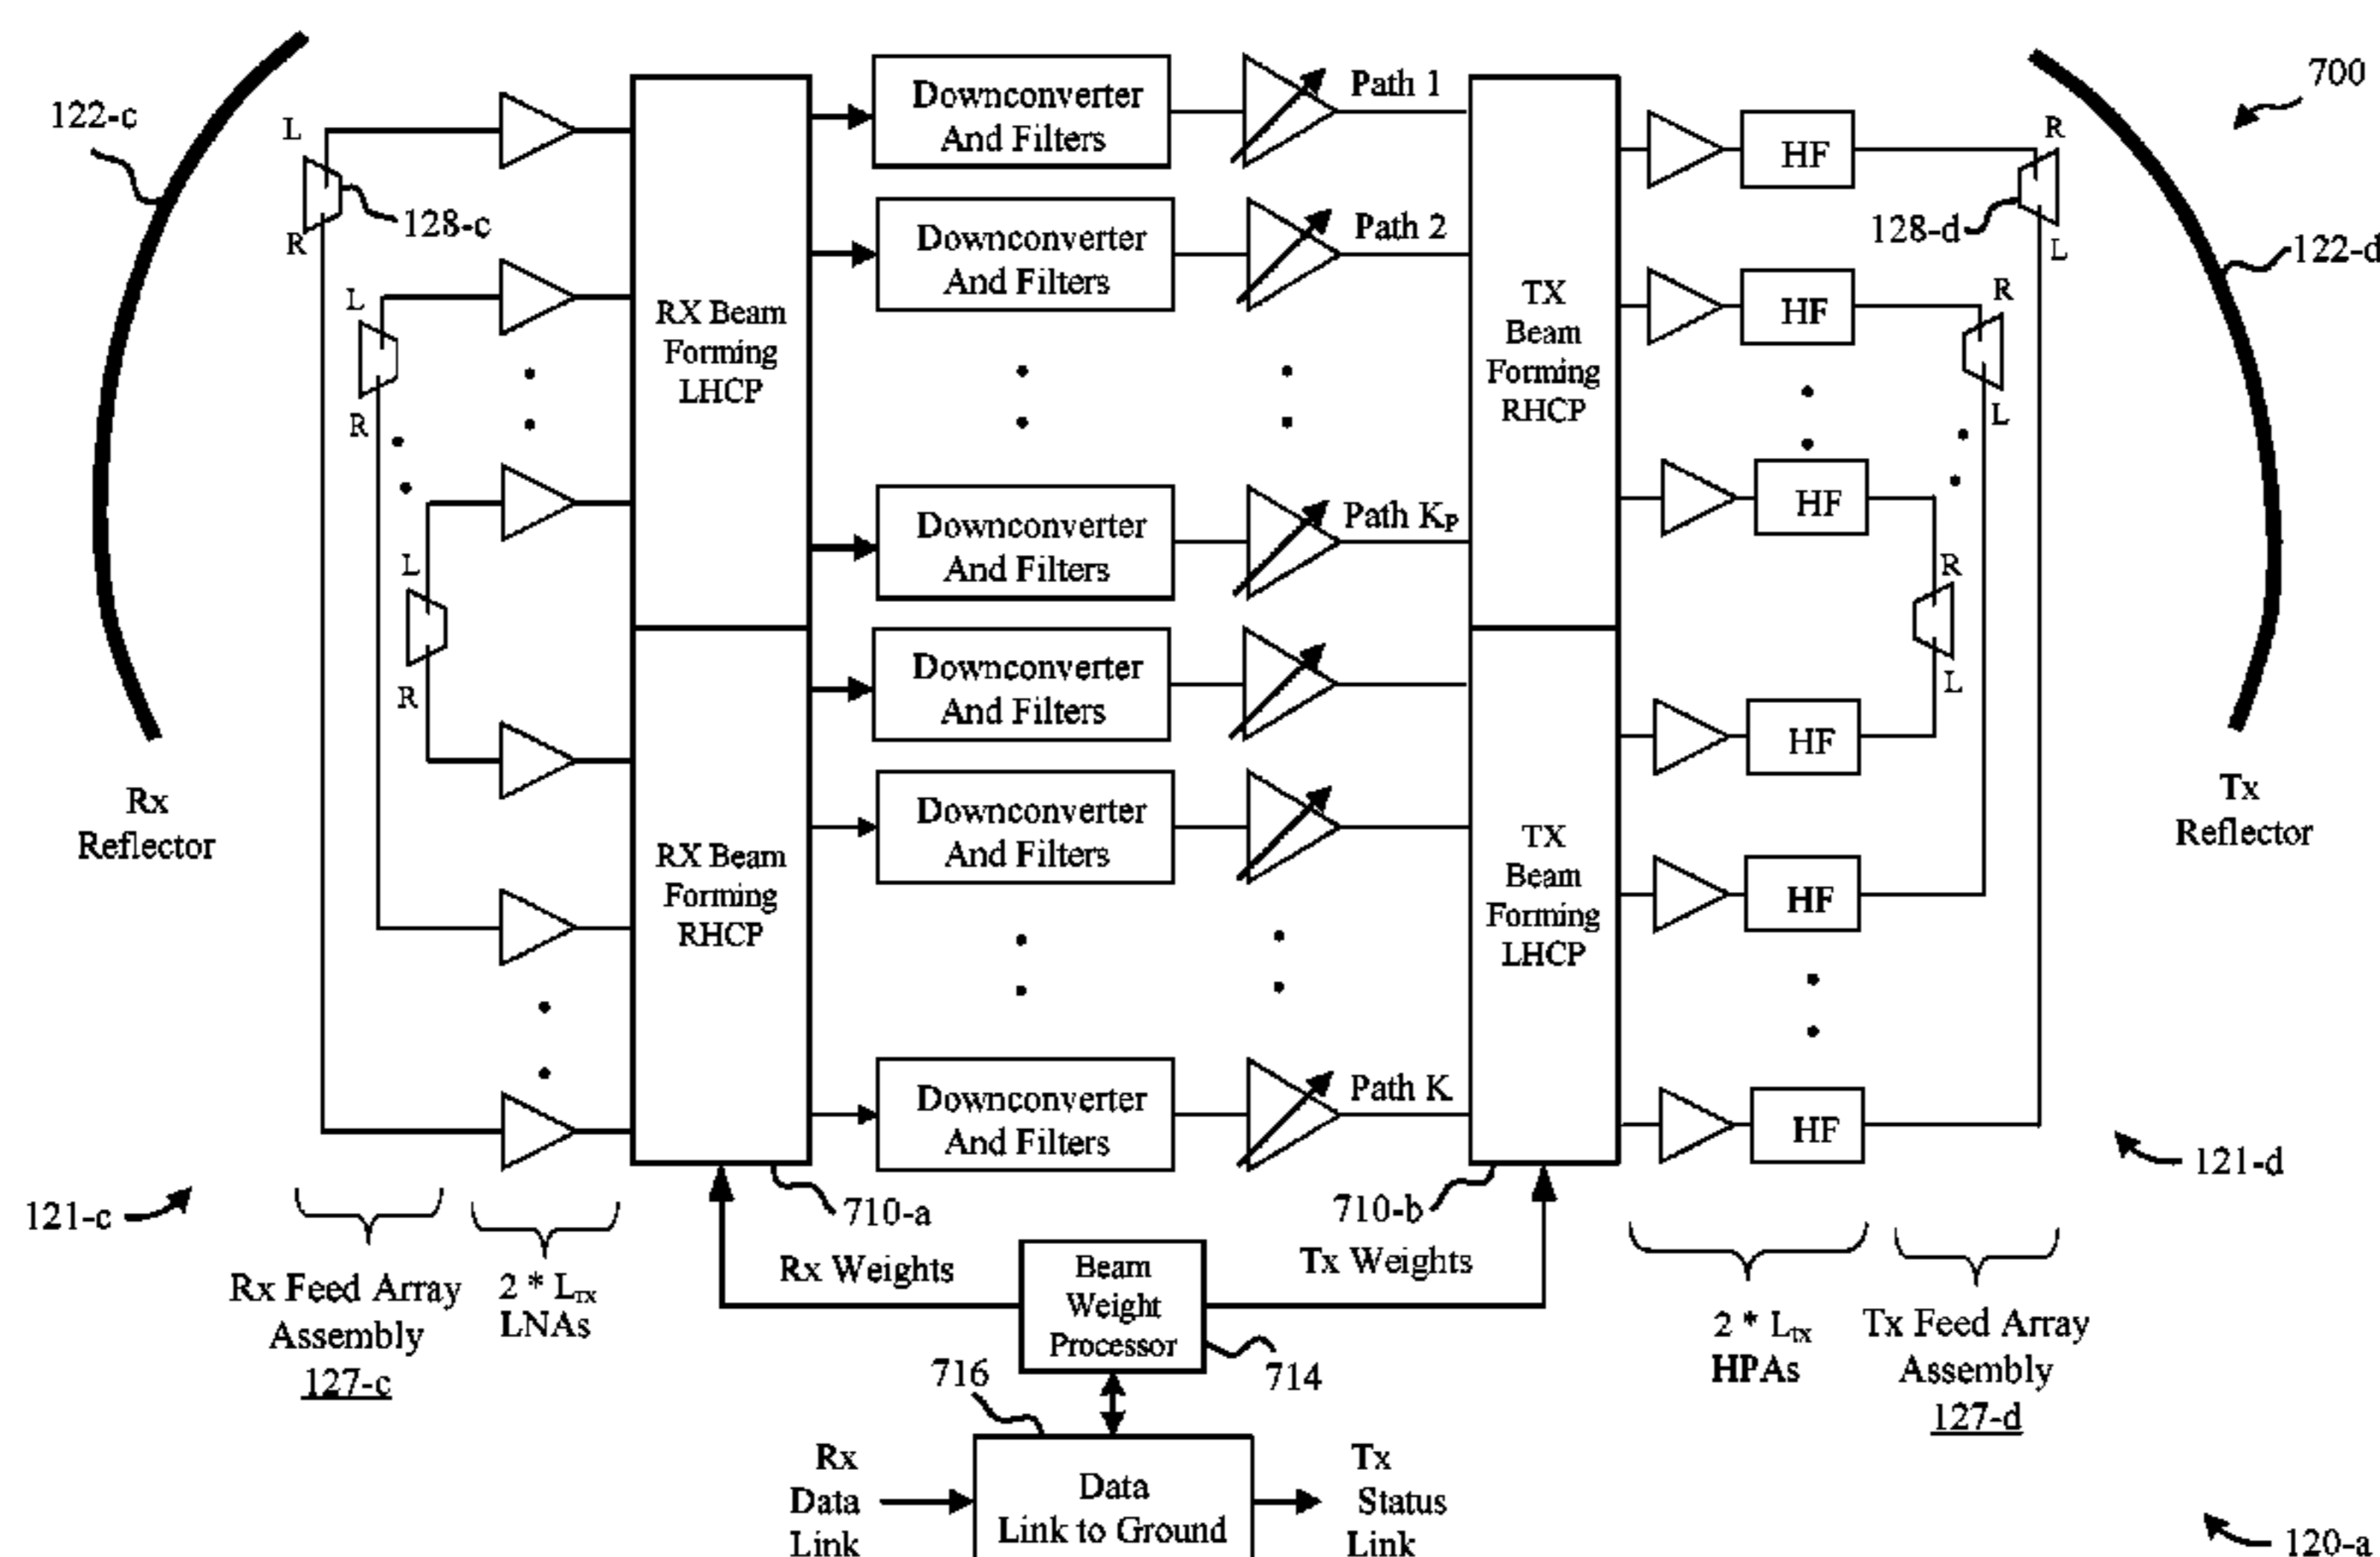 122-c
L
R
128-c
L
R
L
R
Rx
Reflector
RX Beam
Forming
LHCP
RX Beam
Forming
RHCP
Downconverter
And Filters
Path 1
Downconverter
And Filters
Path 2
Downconverter
And Filters
Path KP
Downconverter
And Filters
Downconverter
And Filters
Downconverter
And Filters
Path K
TX
Beam
Forming
RHCP
TX
Beam
Forming
LHCP
HF
HF
HF
HF
HF
HF
R
128-d
L
R
L
R
L
700
122-d
Tx
Reflector
121-c
121-d
710-a
710-b
Rx Weights
Tx Weights
Rx Feed Array
Assembly
127-c
2 * Lrx
LNAs
Beam
Weight
Processor
714
716
2 * Ltx
HPAs
Tx Feed Array
Assembly
127-d
Rx
Data
Link
Data
Link to Ground
Tx
Status
Link
120-a